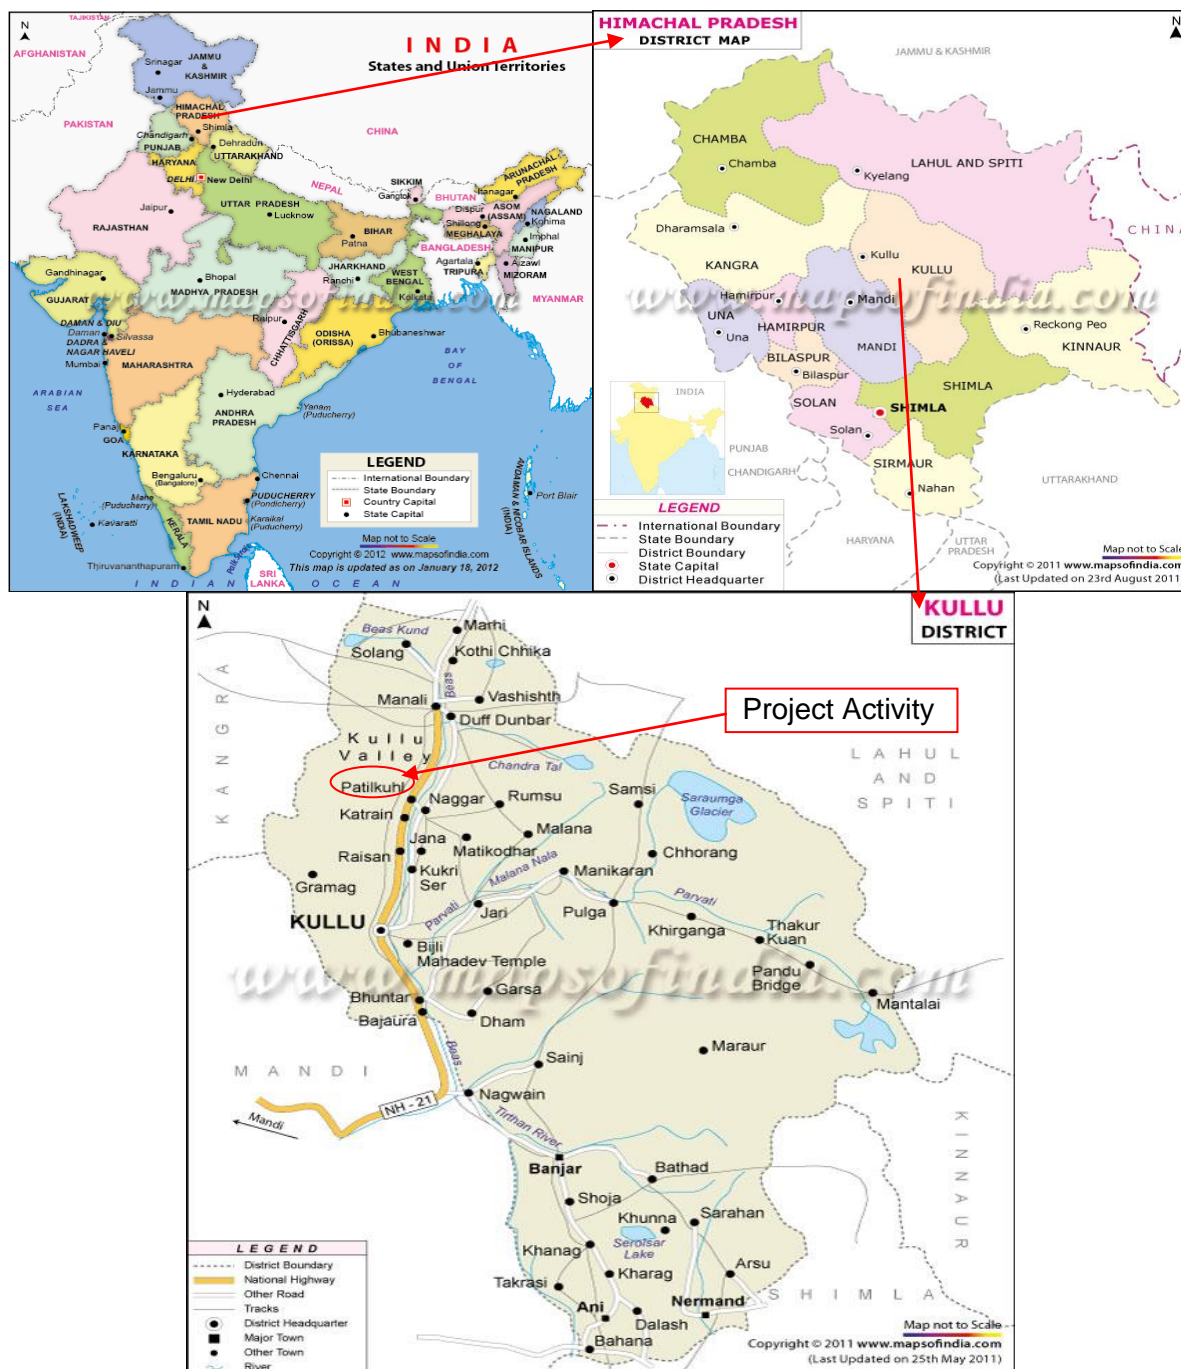 N
TAJIKISTAN
AFGHANISTAN
INDIA
States and Union Territories
Srinagar
JAMMU
&
KASHMIR
Jammu
HIMACHAL
PRADESH
PAKISTAN
Shimla
CHINA
Chandigarh
PUNJAB
Dehradun
UTTARAKHAND
HARYANA
DELHI
New Delhi
NEPAL
SIKKIM
Gangtok
BHUTAN
ARUNACHAL
PRADESH
Itanagar
Jaipur
RAJASTHAN
UTTAR PRADESH
Lucknow
Dispur
ASOM
(ASSAM)
NAGALAND
Kohima
Shillong
MEGHALAYA
BIHAR
Patna
Imphal
MANIPUR
BANGLADESH
Agartala
TRIPURA
Aizawl
MIZORAM
Gandhinagar
GUJARAT
Bhopal
MADHYA PRADESH
JHARKHAND
Ranchi
WEST
BENGAL
Kolkata
MYANMAR
www.mapsofindia.com
DAMAN & DIU
Daman
Silvassa
DADRA &
NAGAR HAVELI
Mumbai
MAHARASHTRA
Raipur
CHHATTISGARH
ODISHA
(ORISSA)
Bhubaneshwar
BAY
OF
BENGAL
ARABIAN
SEA
Hyderabad
ANDHRA
PRADESH
Yanam
(Puducherry)
Panaji
GOA
KARNATAKA
Bengaluru
(Bangalore)
Chennai
Mahe
(Puducherry)
PUDUCHERRY
(Pondicherry)
LAKSHADWEEP
(INDIA)
Kavaratti
KERALA
TAMIL NADU
Karaikal
(Puducherry)
Thiruvananthapuram
Palk Strait
SRI
LANKA
INDIAN OCEAN
ANDAMAN & NICOBAR ISLANDS
(INDIA)
Port Blair
LEGEND
International Boundary
State Boundary
Country Capital
State Capital
Map not to Scale
Copyright © 2012 www.mapsofindia.com
This map is updated as on January 18, 2012
HIMACHAL PRADESH
DISTRICT MAP
N
JAMMU & KASHMIR
CHAMBA
Chamba
LAHUL AND SPITI
Kyelang
Dharamsala
KANGRA
CHINA
Kullu
KULLU
www.mapsofindia.com
Hamirpur
Mandi
UNA
Una
HAMIRPUR
MANDI
Reckong Peo
KINNAUR
BILASPUR
Bilaspur
SHIMLA
SOLAN
SHIMLA
Solan
INDIA
PUNJAB
CHANDIGARH
SIRMAUR
Nahan
UTTARAKHAND
HARYANA
UTTAR
PRADESH
LEGEND
International Boundary
State Boundary
District Boundary
State Capital
District Headquarter
Map not to Scale
Copyright © 2011 www.mapsofindia.com
(Last Updated on 23rd August 2011)
N
KULLU
DISTRICT
Beas Kund
Solang
Marhi
Kothi Chhika
KANGRA
Manali
Beas
Vashishth
Duff Dunbar
Project Activity
Kullu
Valley
Chandra Tal
LAHUL
AND
SPITI
Patlikuhl
Naggar
Rumsu
Samsi
Saraumga
Glacier
Katrain
Jana
Malana
Raisan
Matikodhar
Chhorang
Gramag
Kukri
Ser
Malana Nala
Manikaran
KULLU
Parvati
Jari
Pulga
Parvati
Khirganga
Thakur
Kuan
Bijli
Mahadev Temple
Pandu
Bridge
www.mapsofindia.com
Garsa
Bhuntar
Mantalai
Bajaura
Dham
Beas
Maraur
Sainj
MANDI
Nagwain
NH - 21
Mandi
Tirthan River
KINNAUR
Banjar
Bathad
Shoja
Khunna
Sarahan
Serolsar
Lake
Khanag
Arsu
Takrasi
Kharag
Nermand
SHIMLA
Ani
Dalash
Bahana
LEGEND
District Boundary
National Highway
Other Road
Tracks
District Headquarter
Major Town
Other Town
River
Map not to Scale
Copyright © 2011 www.mapsofindia.com
(Last Updated on 25th May 2011)